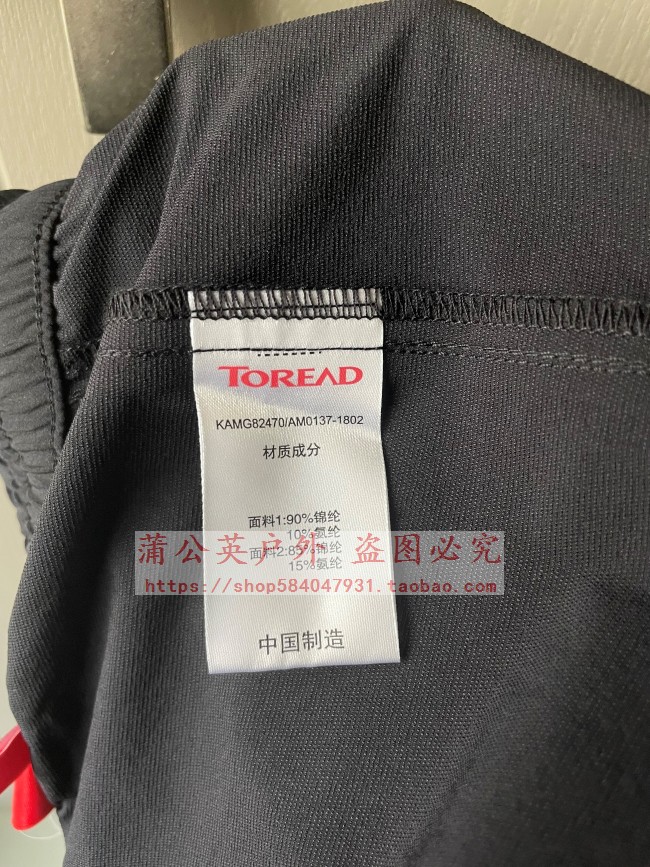 TOREAD
KAMG82470/AM0137-1802
材质成分
面料1:90%锦纶
10%氨纶
面料2:85%锦纶
15%氨纶
蒲公英户外 盗图必究
https://shop584047931.taobao.com
中国制造